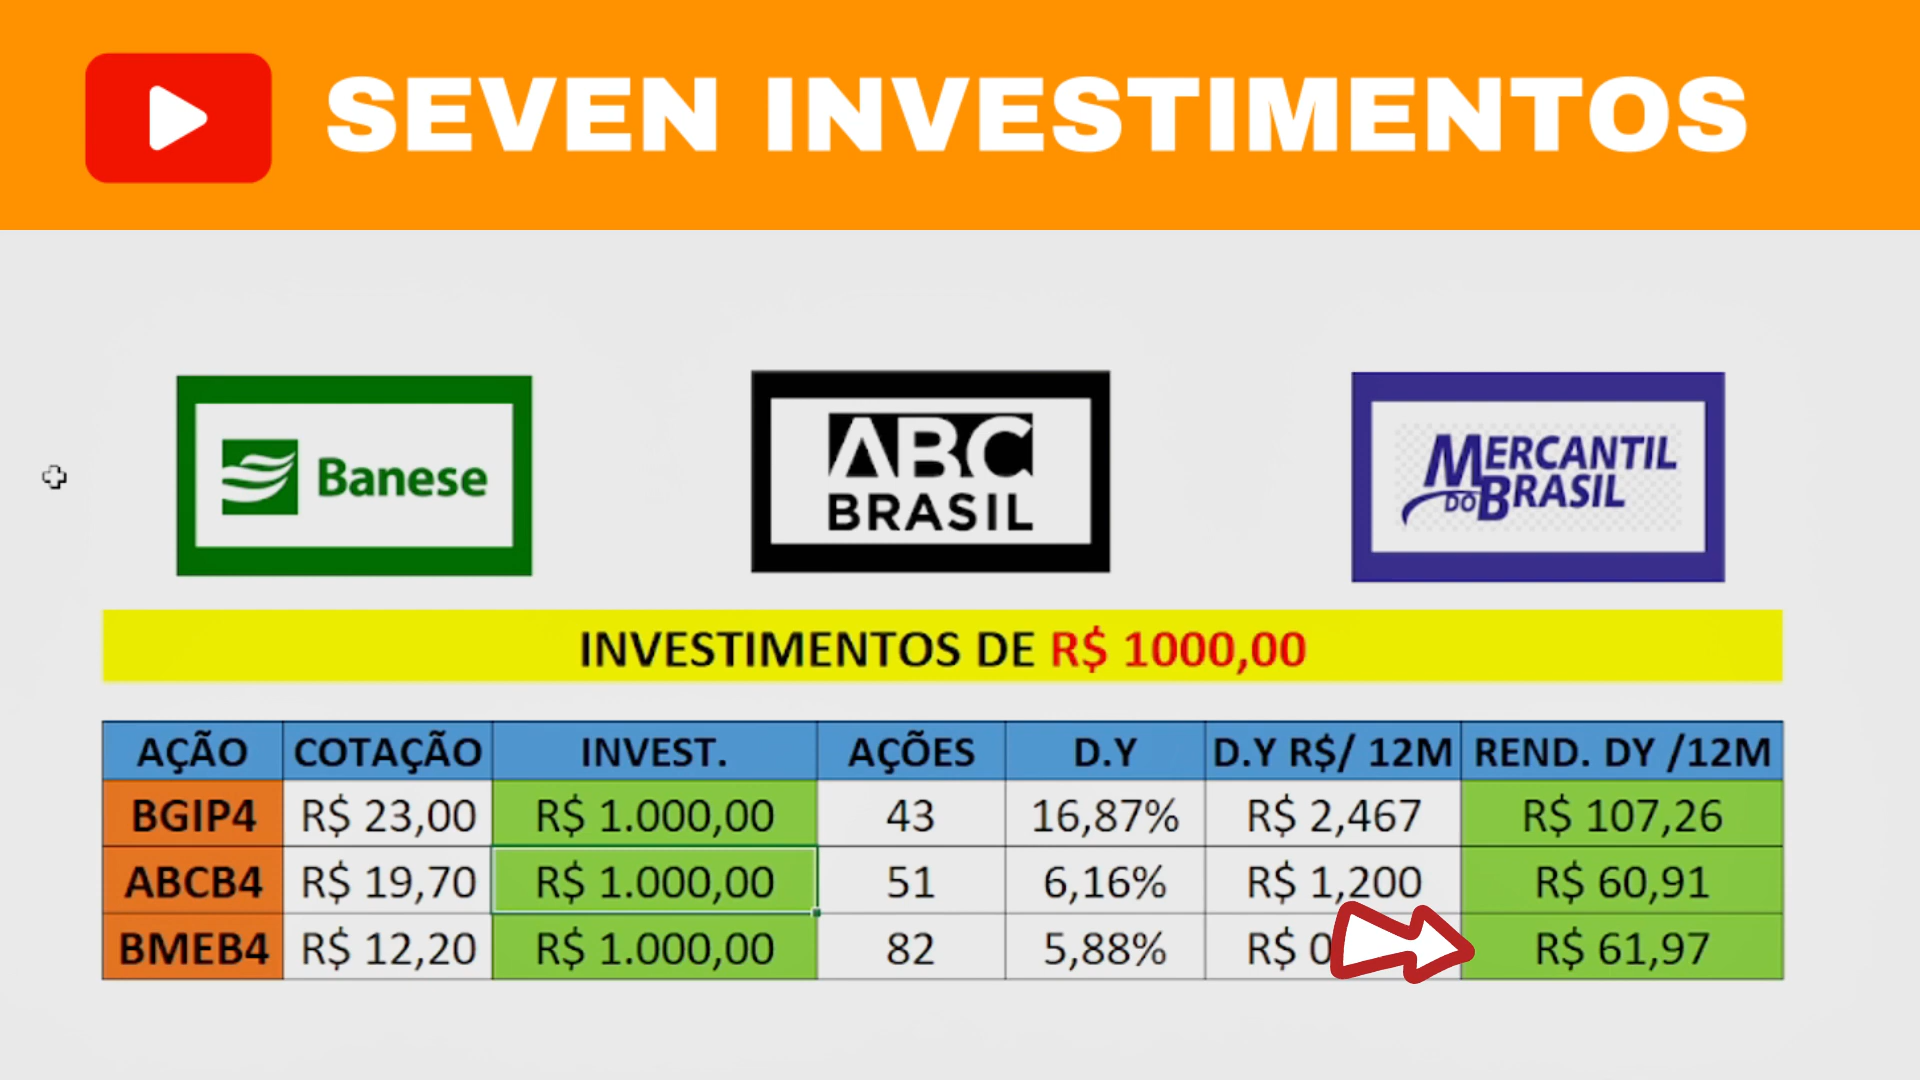 SEVEN INVESTIMENTOS
Banese
ABC
BRASIL
MERCANTIL
DO BRASIL
INVESTIMENTOS DE R$ 1000,00
AÇÃO COTAÇÃO INVEST. AÇÕES D.Y D.Y R$/ 12M REND. DY /12M
BGIP4 R$ 23,00 R$ 1.000,00 43 16,87% R$ 2,467 R$ 107,26
ABCB4 R$ 19,70 R$ 1.000,00 51 6,16% R$ 1,200 R$ 60,91
BMEB4 R$ 12,20 R$ 1.000,00 82 5,88% R$ 0 R$ 61,97